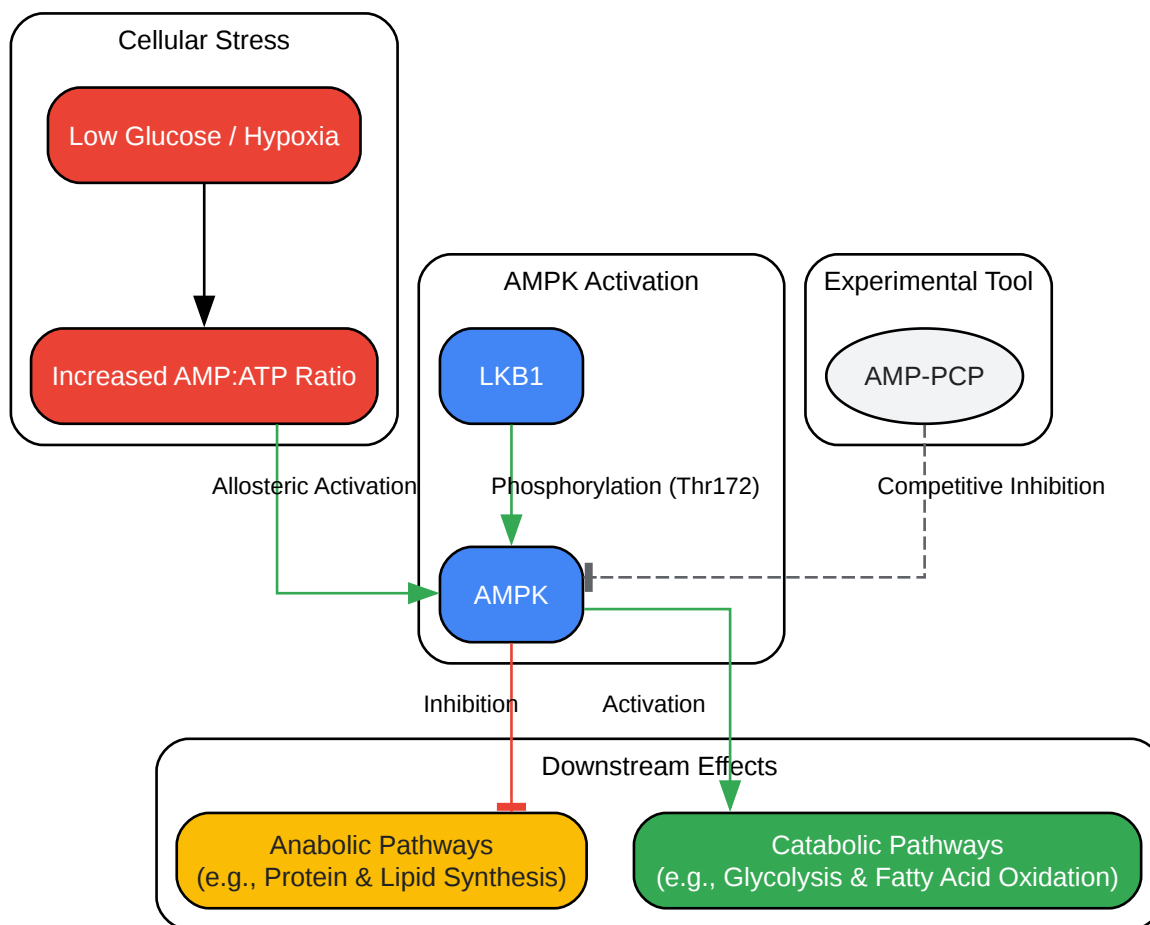 Cellular Stress
Low Glucose / Hypoxia
Increased AMP:ATP Ratio
AMPK Activation
Experimental Tool
LKB1
AMP-PCP
Allosteric Activation
Phosphorylation (Thr172)
Competitive Inhibition
AMPK
Inhibition
Activation
Downstream Effects
Anabolic Pathways
(e.g., Protein & Lipid Synthesis)
Catabolic Pathways
(e.g., Glycolysis & Fatty Acid Oxidation)